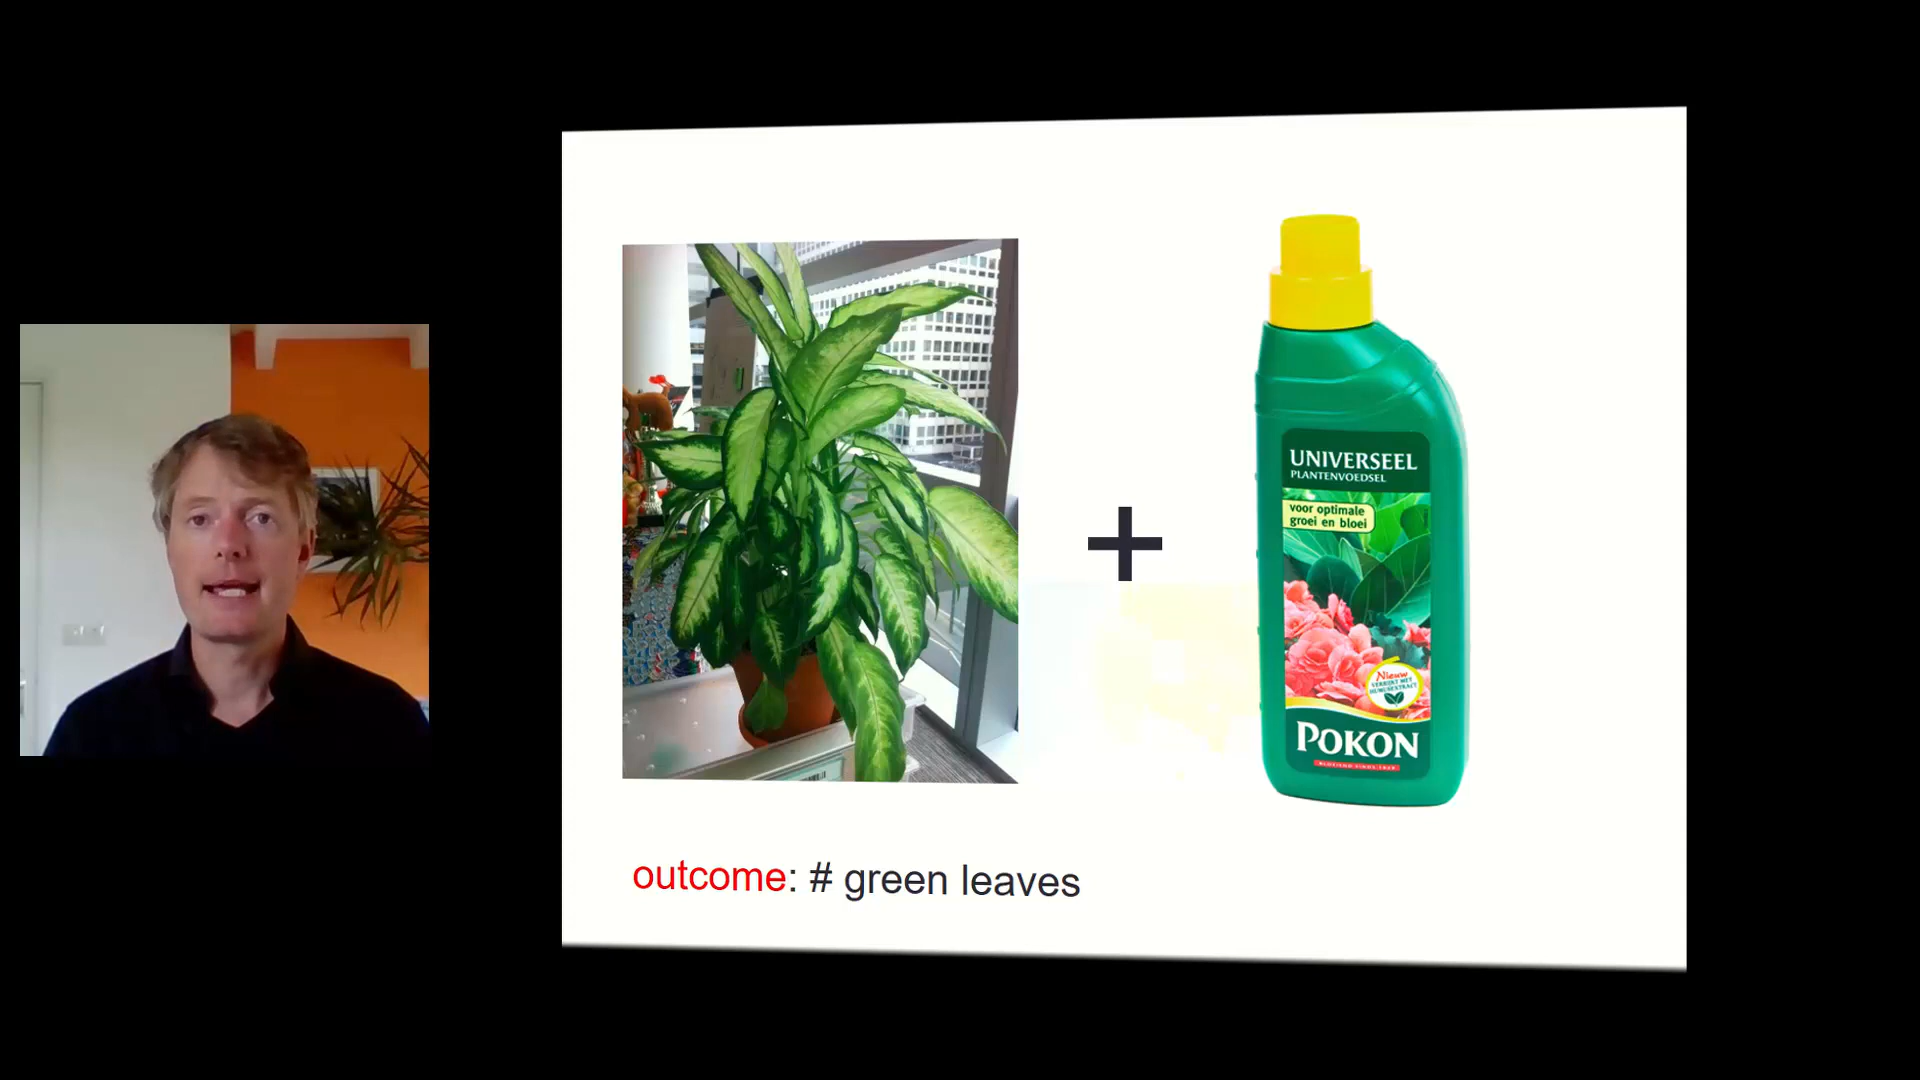 UNIVERSEEL
PLANTENVOEDSEL
voor optimale
groei en bloei
Nieuw
VERRIJKT MET
HUMUSEXTRACT
POKON
outcome: # green leaves